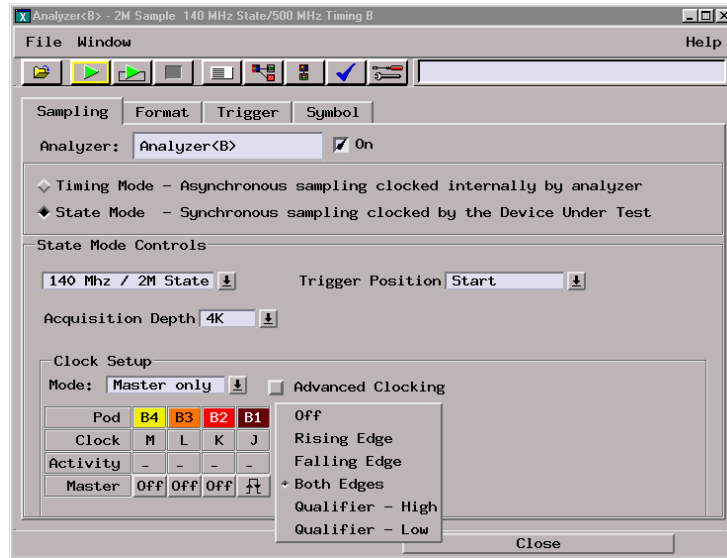 Analyzer<B> - 2M Sample 140 MHz State/500 MHz Timing B
File Window Help
Sampling Format Trigger Symbol
Analyzer: Analyzer<B> On
Timing Mode - Asynchronous sampling clocked internally by analyzer
State Mode - Synchronous sampling clocked by the Device Under Test
State Mode Controls
140 Mhz / 2M State Trigger Position Start
Acquisition Depth 4K
Clock Setup
Mode: Master only Advanced Clocking
Pod B4 B3 B2 B1
Clock M L K J
Activity - - - -
Master Off Off Off
Off
Rising Edge
Falling Edge
Both Edges
Qualifier - High
Qualifier - Low
Close